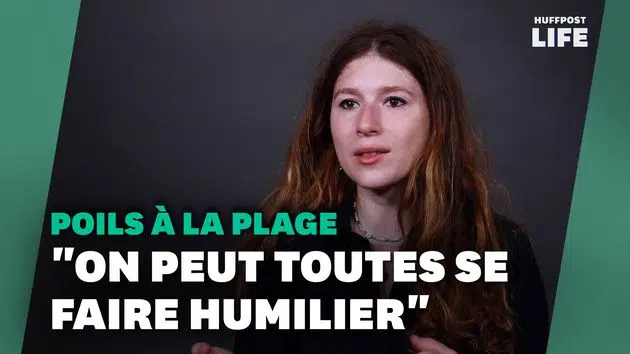 HUFFPOST
LIFE
POILS À LA PLAGE
"ON PEUT TOUTES SE
FAIRE HUMILIER"